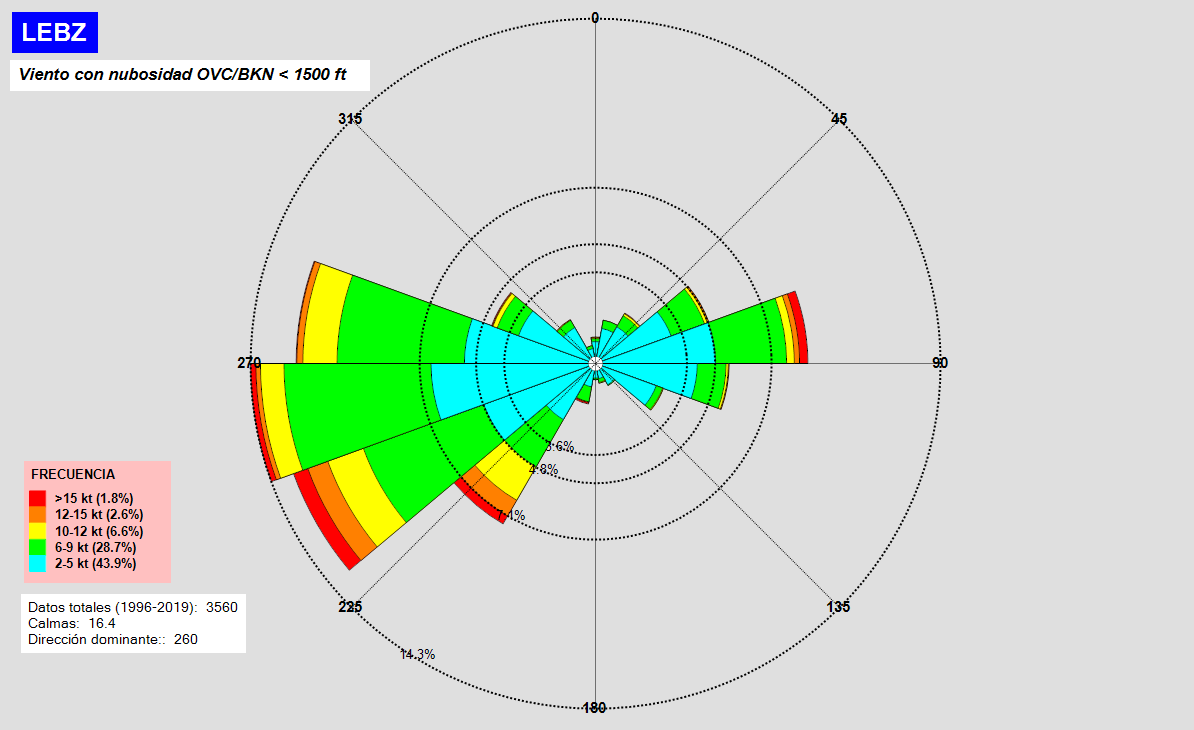 LEBZ
Viento con nubosidad OVC/BKN < 1500 ft
0
315
45
270
90
3.6%
4.8%
7.1%
FRECUENCIA
>15 kt (1.8%)
12-15 kt (2.6%)
10-12 kt (6.6%)
6-9 kt (28.7%)
2-5 kt (43.9%)
225
135
Datos totales (1996-2019): 3560
Calmas: 16.4
Dirección dominante:: 260
14.3%
180